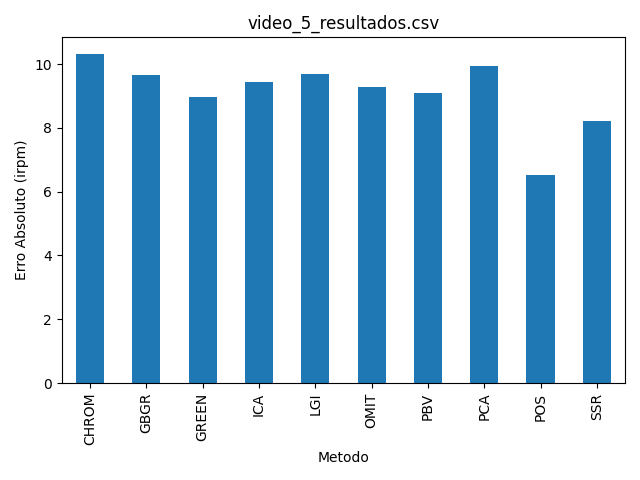 video_5_resultados.csv
10
8
6
4
2
0
Erro Absoluto (irpm)
CHROM
GBGR
GREEN
ICA
LGI
OMIT
PBV
PCA
POS
SSR
Metodo